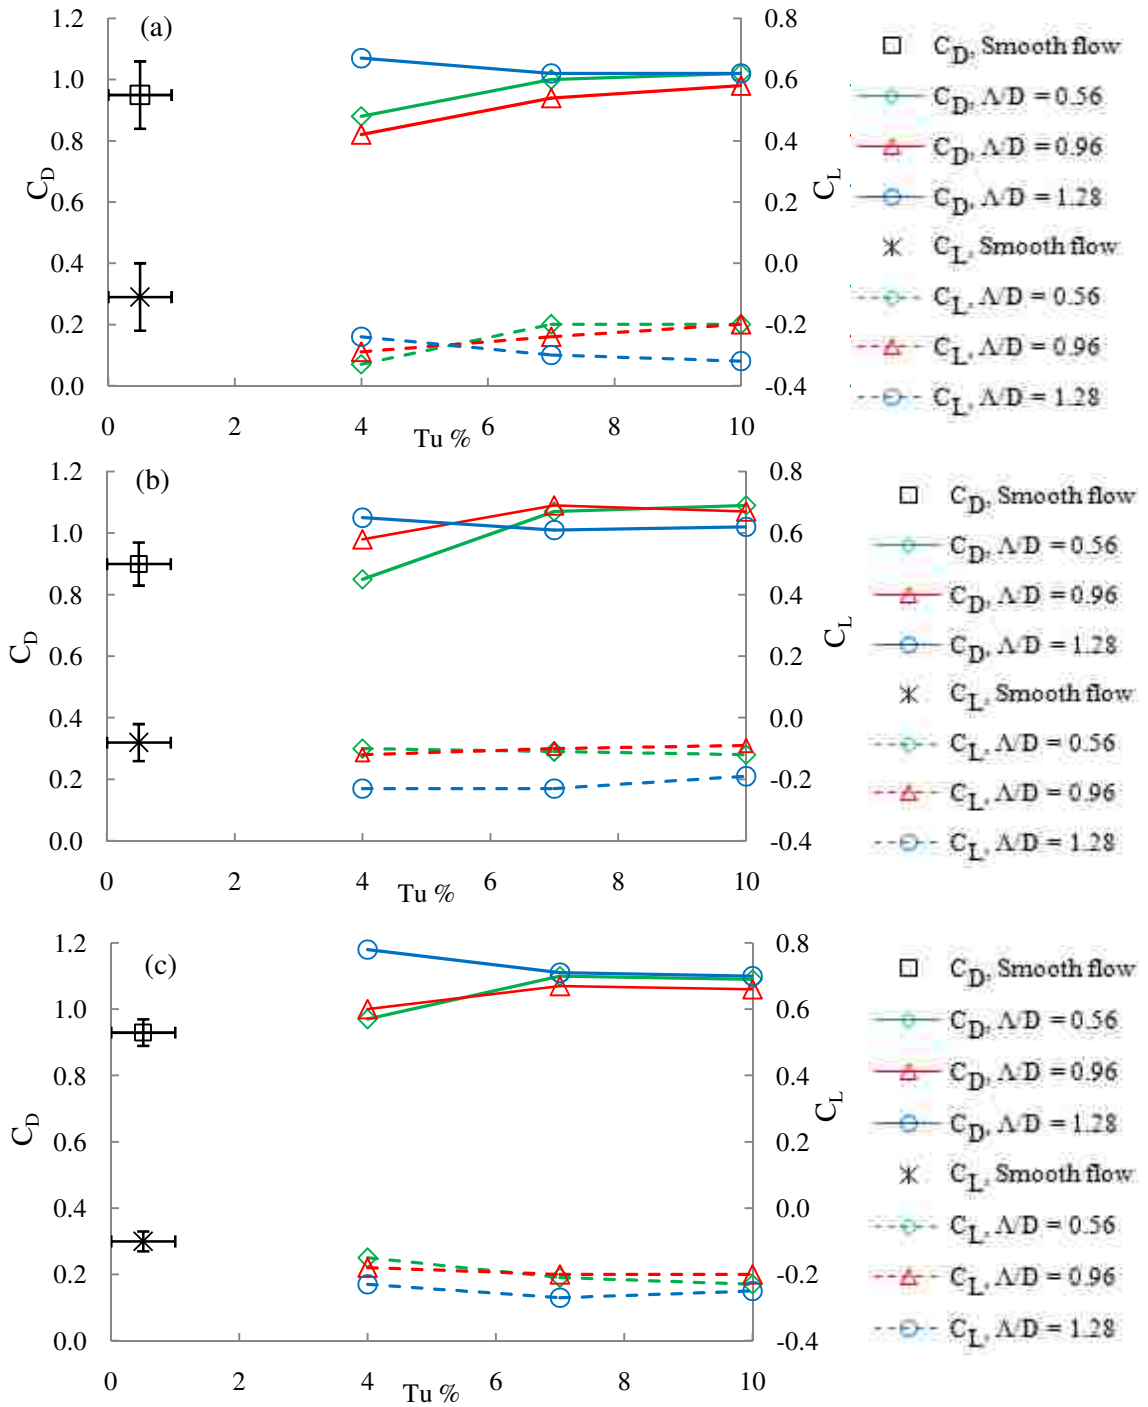 (a)
1.2
1.0
0.8
0.6
0.4
0.2
0.0
C_D
0 2 4 6 8 10
Tu %
0.8
0.6
0.4
0.2
0.0
-0.2
-0.4
C_L
C_D, Smooth flow
C_D, Λ/D = 0.56
C_D, Λ/D = 0.96
C_D, Λ/D = 1.28
C_L, Smooth flow
C_L, Λ/D = 0.56
C_L, Λ/D = 0.96
C_L, Λ/D = 1.28
(b)
1.2
1.0
0.8
0.6
0.4
0.2
0.0
C_D
0 2 4 6 8 10
Tu %
0.8
0.6
0.4
0.2
0.0
-0.2
-0.4
C_L
C_D, Smooth flow
C_D, Λ/D = 0.56
C_D, Λ/D = 0.96
C_D, Λ/D = 1.28
C_L, Smooth flow
C_L, Λ/D = 0.56
C_L, Λ/D = 0.96
C_L, Λ/D = 1.28
(c)
1.2
1.0
0.8
0.6
0.4
0.2
0.0
C_D
0 2 4 6 8 10
Tu %
0.8
0.6
0.4
0.2
0.0
-0.2
-0.4
C_L
C_D, Smooth flow
C_D, Λ/D = 0.56
C_D, Λ/D = 0.96
C_D, Λ/D = 1.28
C_L, Smooth flow
C_L, Λ/D = 0.56
C_L, Λ/D = 0.96
C_L, Λ/D = 1.28